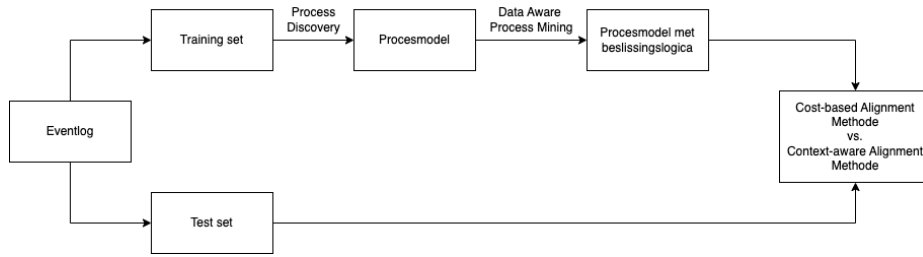 Process
Discovery
Data Aware
Process Mining
Training set
Procesmodel
Procesmodel met
beslissingslogica
Eventlog
Cost-based Alignment
Methode
vs.
Context-aware Alignment
Methode
Test set